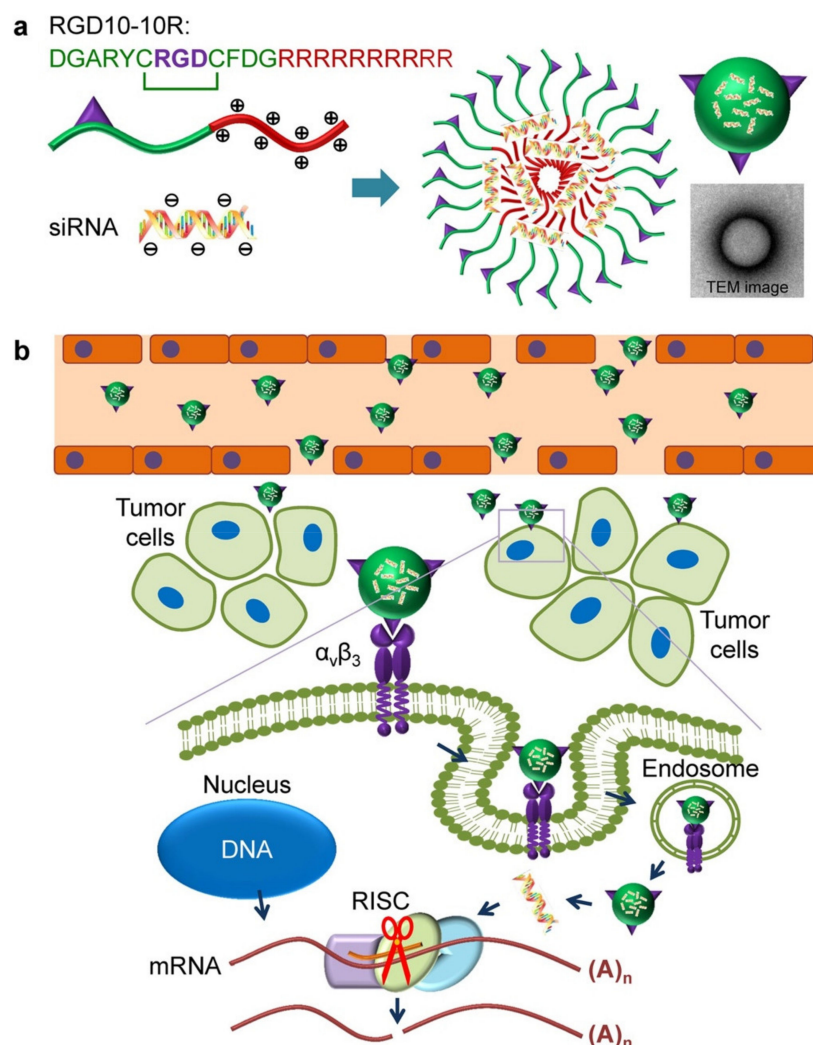 a
RGD10-10R:
DGARYCRGDCFDGRRRRRRRRRR
siRNA
TEM image
b
Tumor
cells
Tumor
cells
αvβ3
Endosome
Nucleus
DNA
RISC
mRNA
(A)n
(A)n